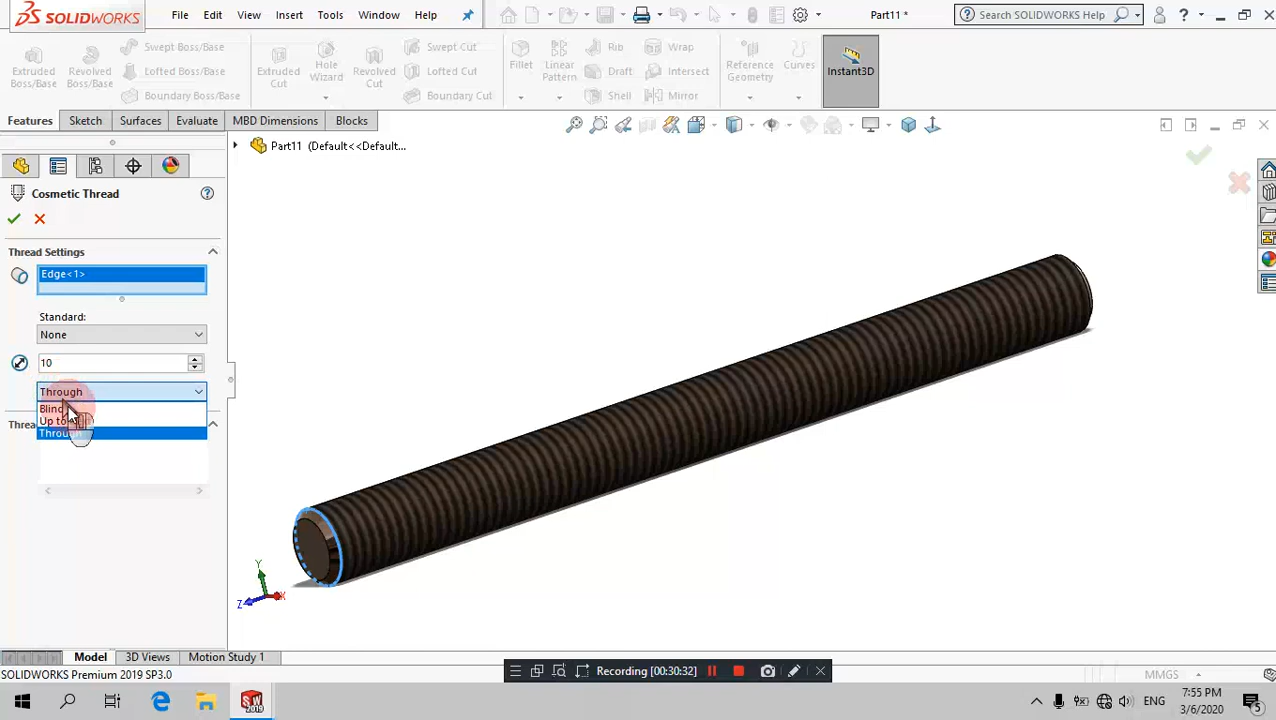 SOLIDWORKS
File Edit View Insert Tools Window Help
Part11 *
Search SOLIDWORKS Help
Extruded Boss/Base
Revolved Boss/Base
Swept Boss/Base
Lofted Boss/Base
Boundary Boss/Base
Extruded Cut
Hole Wizard
Revolved Cut
Swept Cut
Lofted Cut
Boundary Cut
Fillet
Linear Pattern
Rib
Draft
Shell
Wrap
Intersect
Mirror
Reference Geometry
Curves
Instant3D
Features Sketch Surfaces Evaluate MBD Dimensions Blocks
Part11 (Default<<Default...
Cosmetic Thread
Thread Settings
Edge<1>
Standard:
None
10
Through
Blind
Up to
Through
Y
Z
X
Model 3D Views Motion Study 1
SOLIDWORKS Premium 2019 SP3.0
Recording [00:30:32]
MMGS
2019
ENG
7:55 PM
3/6/2020
5